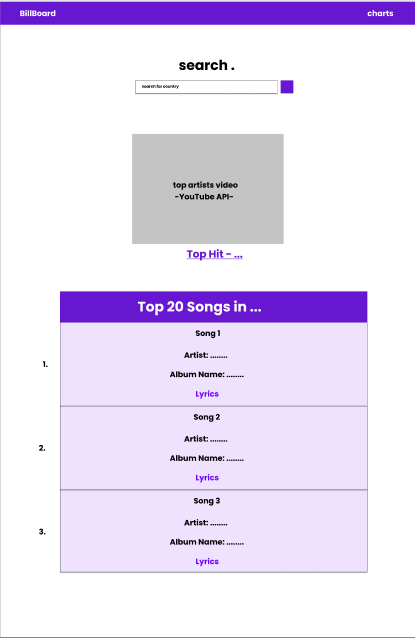 BillBoard
charts
search .
search for country
top artists video
-YouTube API-
Top Hit - ...
Top 20 Songs in ...
1.
Song 1
Artist: ........
Album Name: ........
Lyrics
2.
Song 2
Artist: ........
Album Name: ........
Lyrics
3.
Song 3
Artist: ........
Album Name: ........
Lyrics